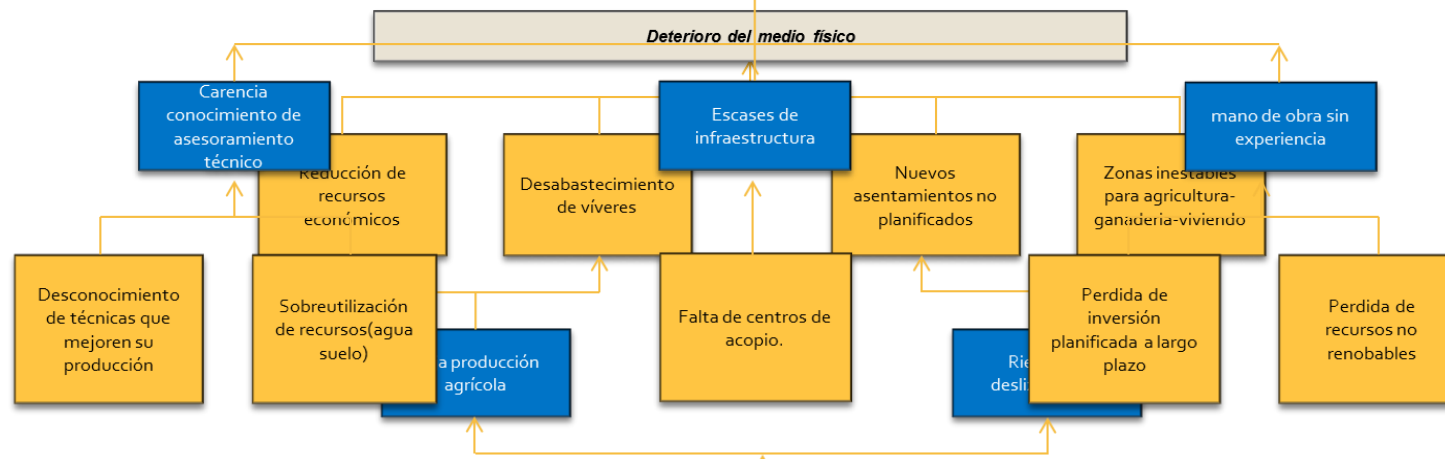 Deterioro del medio físico
Carencia
conocimiento de
asesoramiento
técnico
Escases de
infraestructura
mano de obra sin
experiencia
Reducción de
recursos
económicos
Desabastecimiento
de víveres
Nuevos
asentamientos no
planificados
Zonas inestables
para agricultura-
ganadería-viviendo
Desconocimiento
de técnicas que
mejoren su
producción
Sobreutilización
de recursos(agua
suelo)
producción
agrícola
Falta de centros de
acopio.
Perdida de
inversión
planificada a largo
plazo
Perdida de
recursos no
renobables